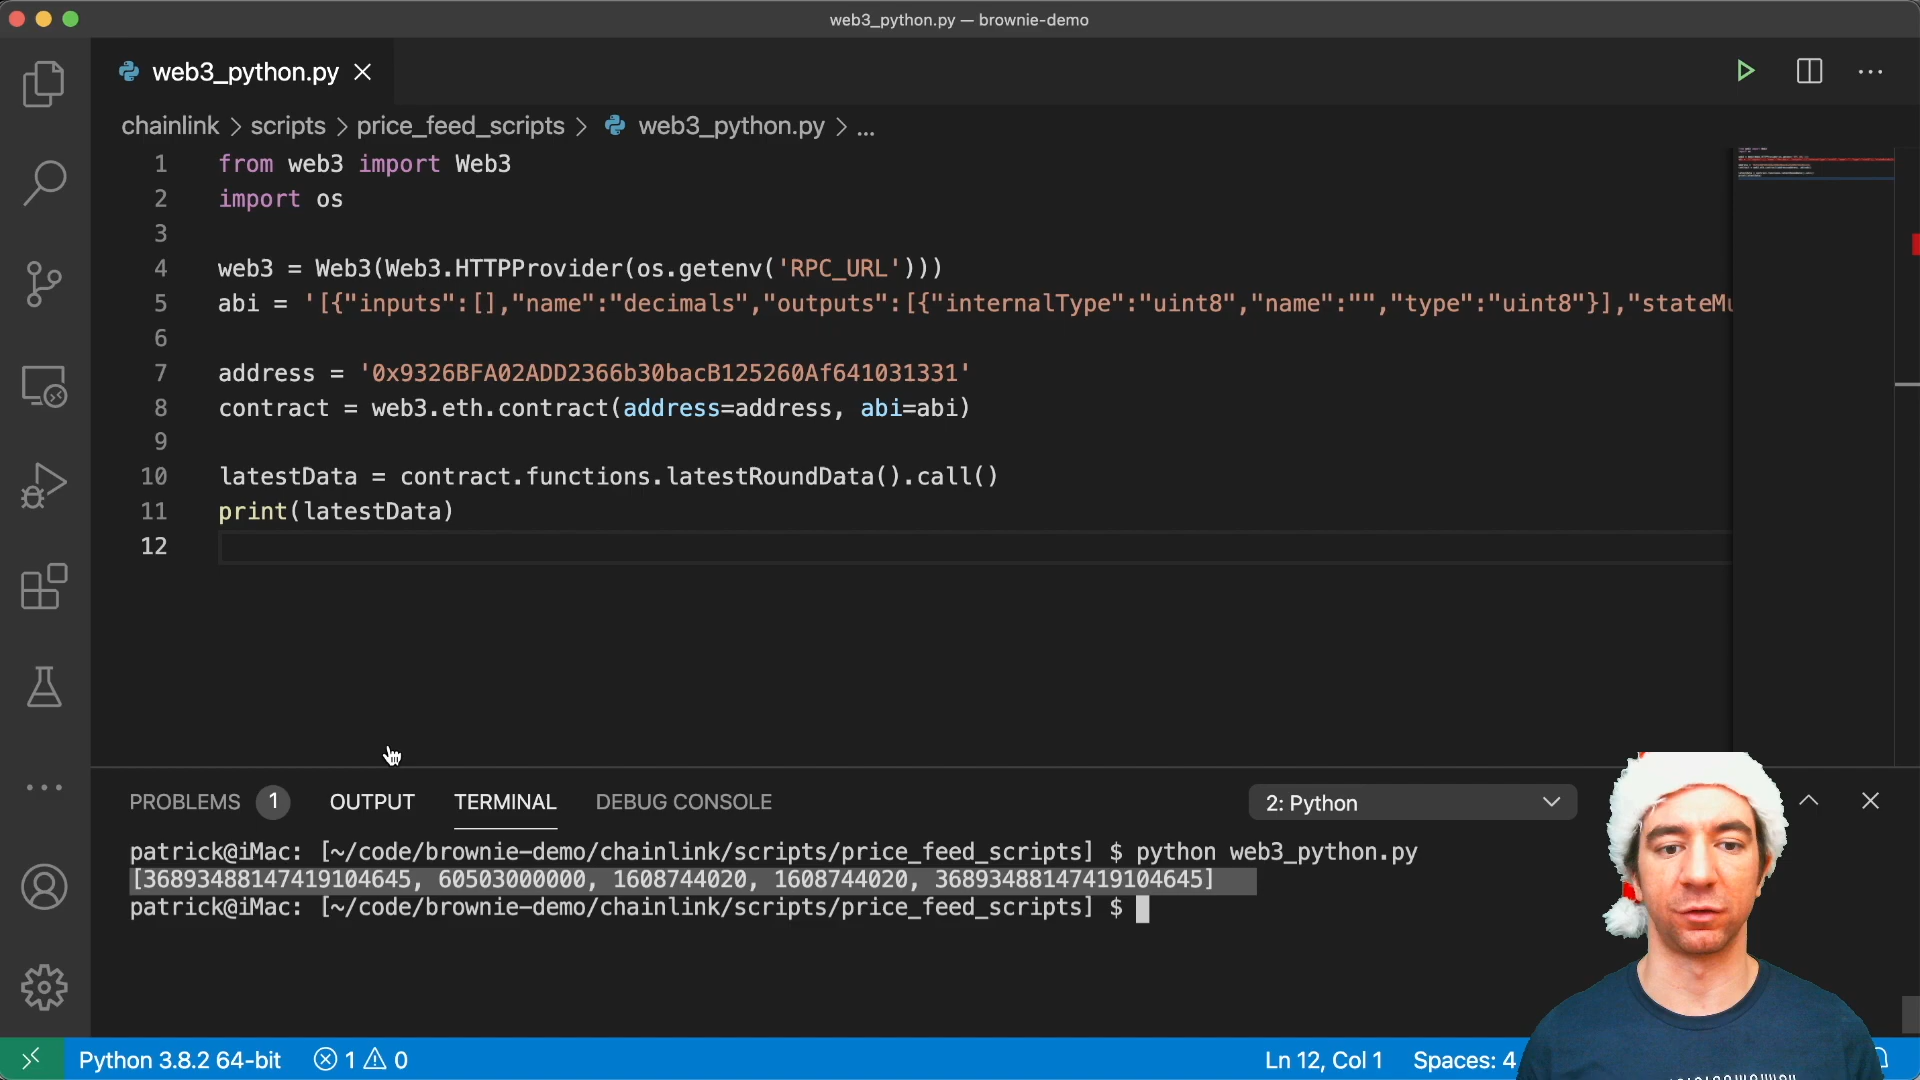 web3_python.py — brownie-demo
web3_python.py
chainlink > scripts > price_feed_scripts > web3_python.py > ...
1 from web3 import Web3
2 import os
3
4 web3 = Web3(Web3.HTTPProvider(os.getenv('RPC_URL')))
5 abi = '[{"inputs":[],"name":"decimals","outputs":[{"internalType":"uint8","name":"","type":"uint8"}],"stateMu
6
7 address = '0x9326BFA02ADD2366b30bacB125260Af641031331'
8 contract = web3.eth.contract(address=address, abi=abi)
9
10 latestData = contract.functions.latestRoundData().call()
11 print(latestData)
12
PROBLEMS 1 OUTPUT TERMINAL DEBUG CONSOLE 2: Python
patrick@iMac: [~/code/brownie-demo/chainlink/scripts/price_feed_scripts] $ python web3_python.py
[36893488147419104645, 60503000000, 1608744020, 1608744020, 36893488147419104645]
patrick@iMac: [~/code/brownie-demo/chainlink/scripts/price_feed_scripts] $
Python 3.8.2 64-bit 1 0 Ln 12, Col 1 Spaces: 4